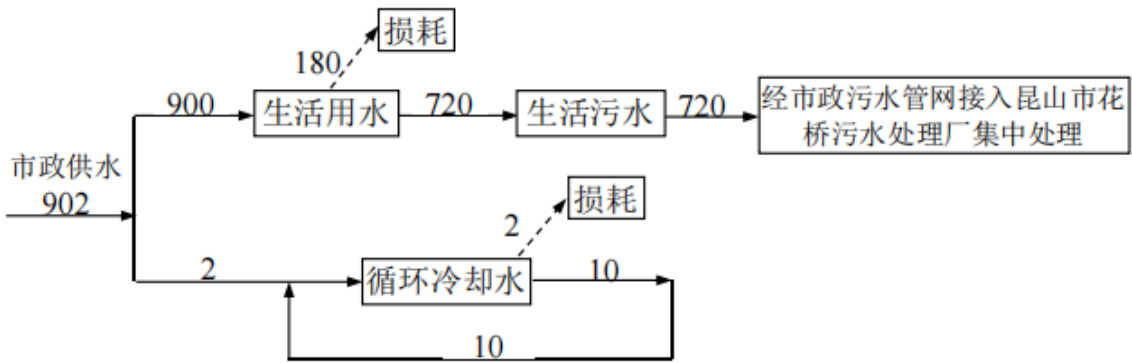 损耗
180
900
生活用水
720
生活污水
720
经市政污水管网接入昆山市花
桥污水处理厂集中处理
市政供水
902
损耗
2
2
循环冷却水
10
10